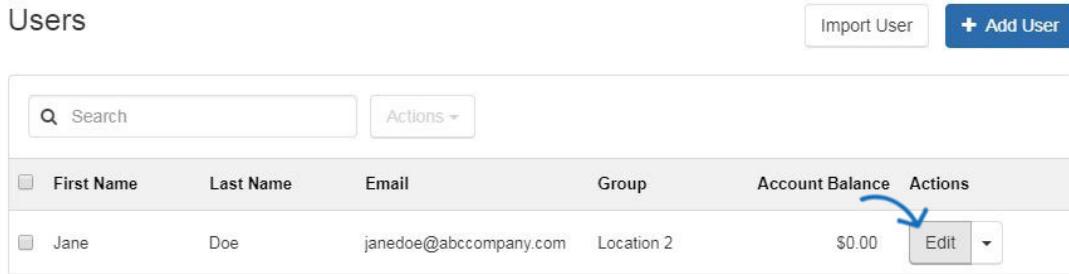 Users
Import User
+ Add User
Search
Actions
First Name Last Name Email Group Account Balance Actions
Jane Doe janedoe@abccompany.com Location 2 $0.00 Edit